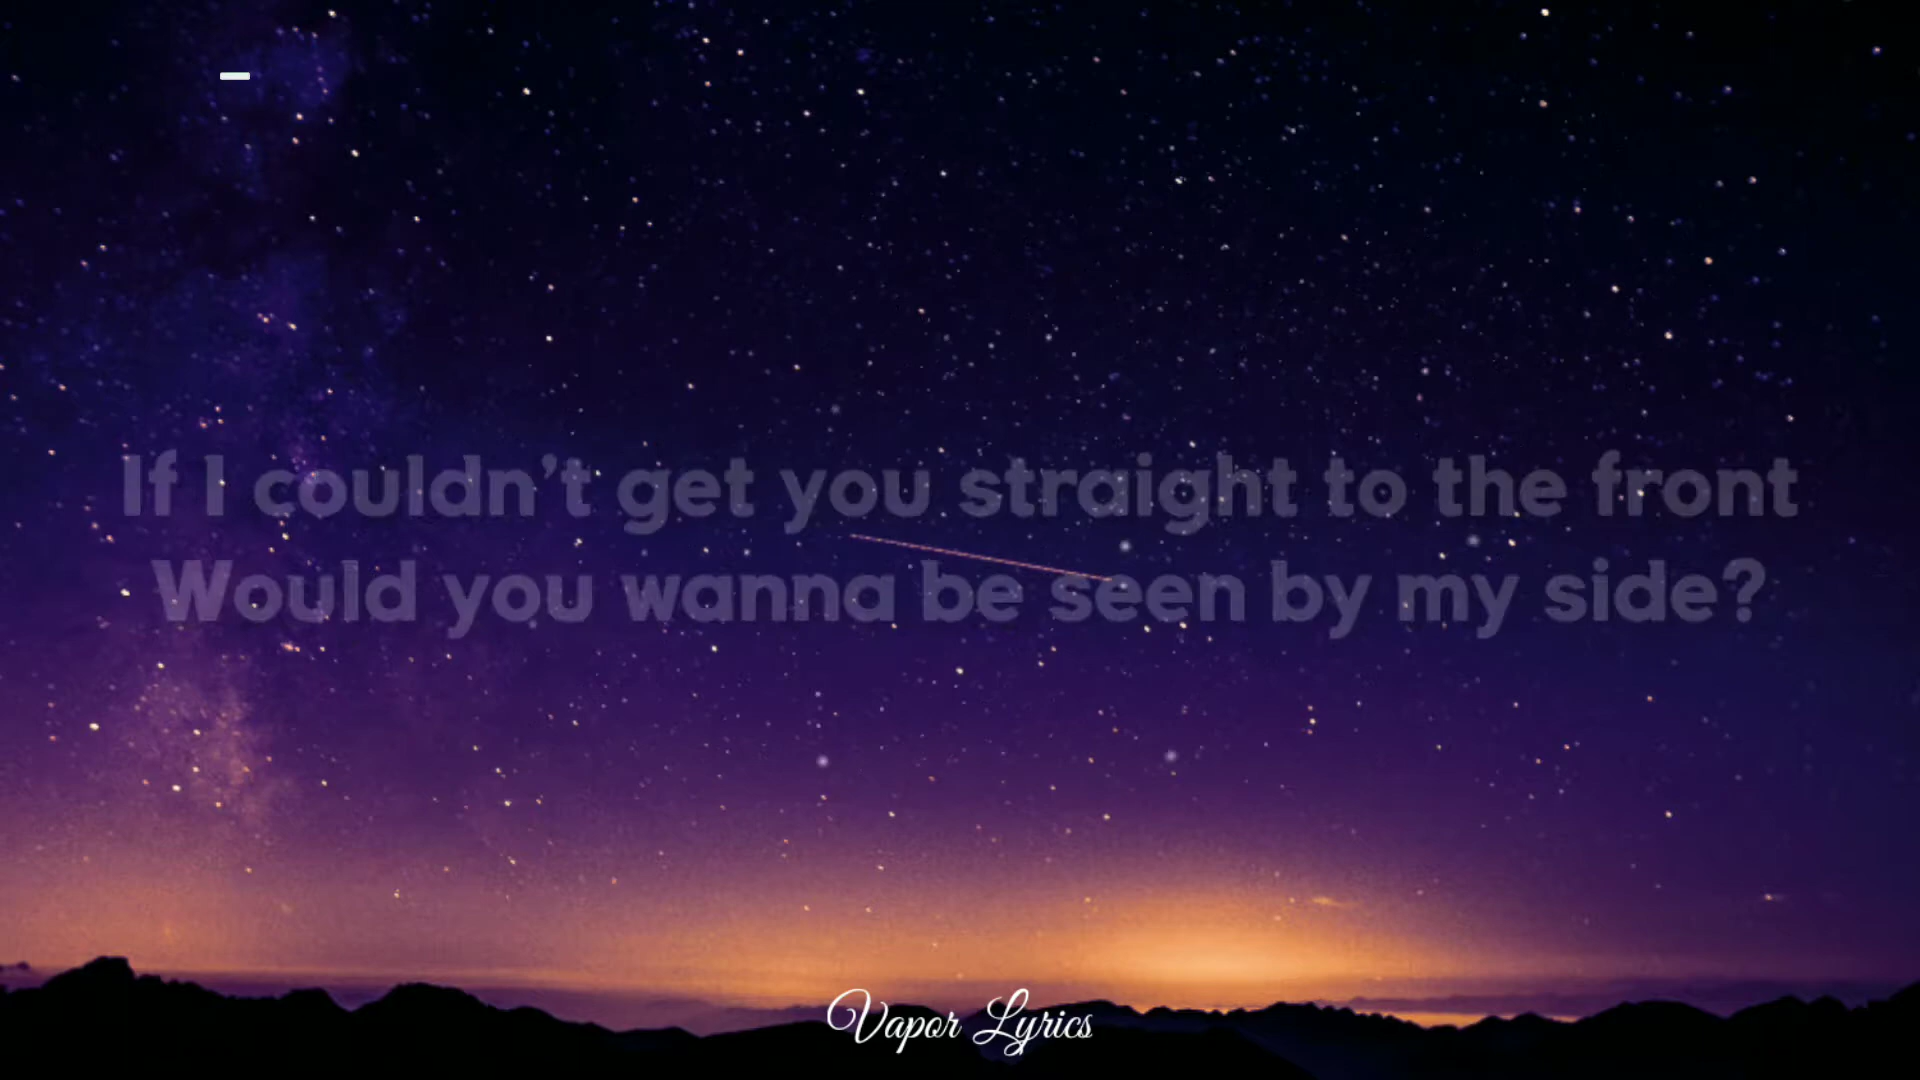 -
If I couldn’t get you straight to the front
Would you wanna be seen by my side?
Vapor Lyrics